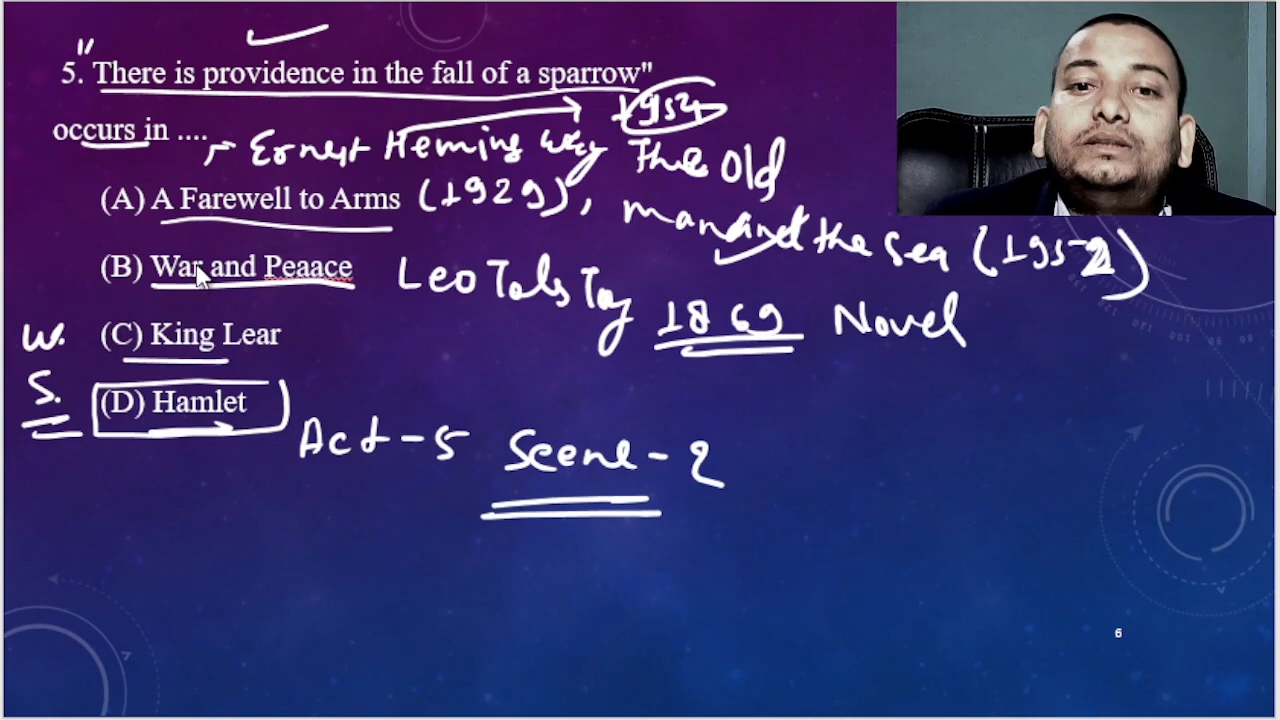 5. "There is providence in the fall of a sparrow"
1954
occurs in ....
Ernest Hemingway The Old
(A) A Farewell to Arms (1929),
man and the Sea (1952)
(B) War and Peaace Leo Tolstoy 1869 Novel
W. (C) King Lear
S. (D) Hamlet
Act-5 Scene-2
6